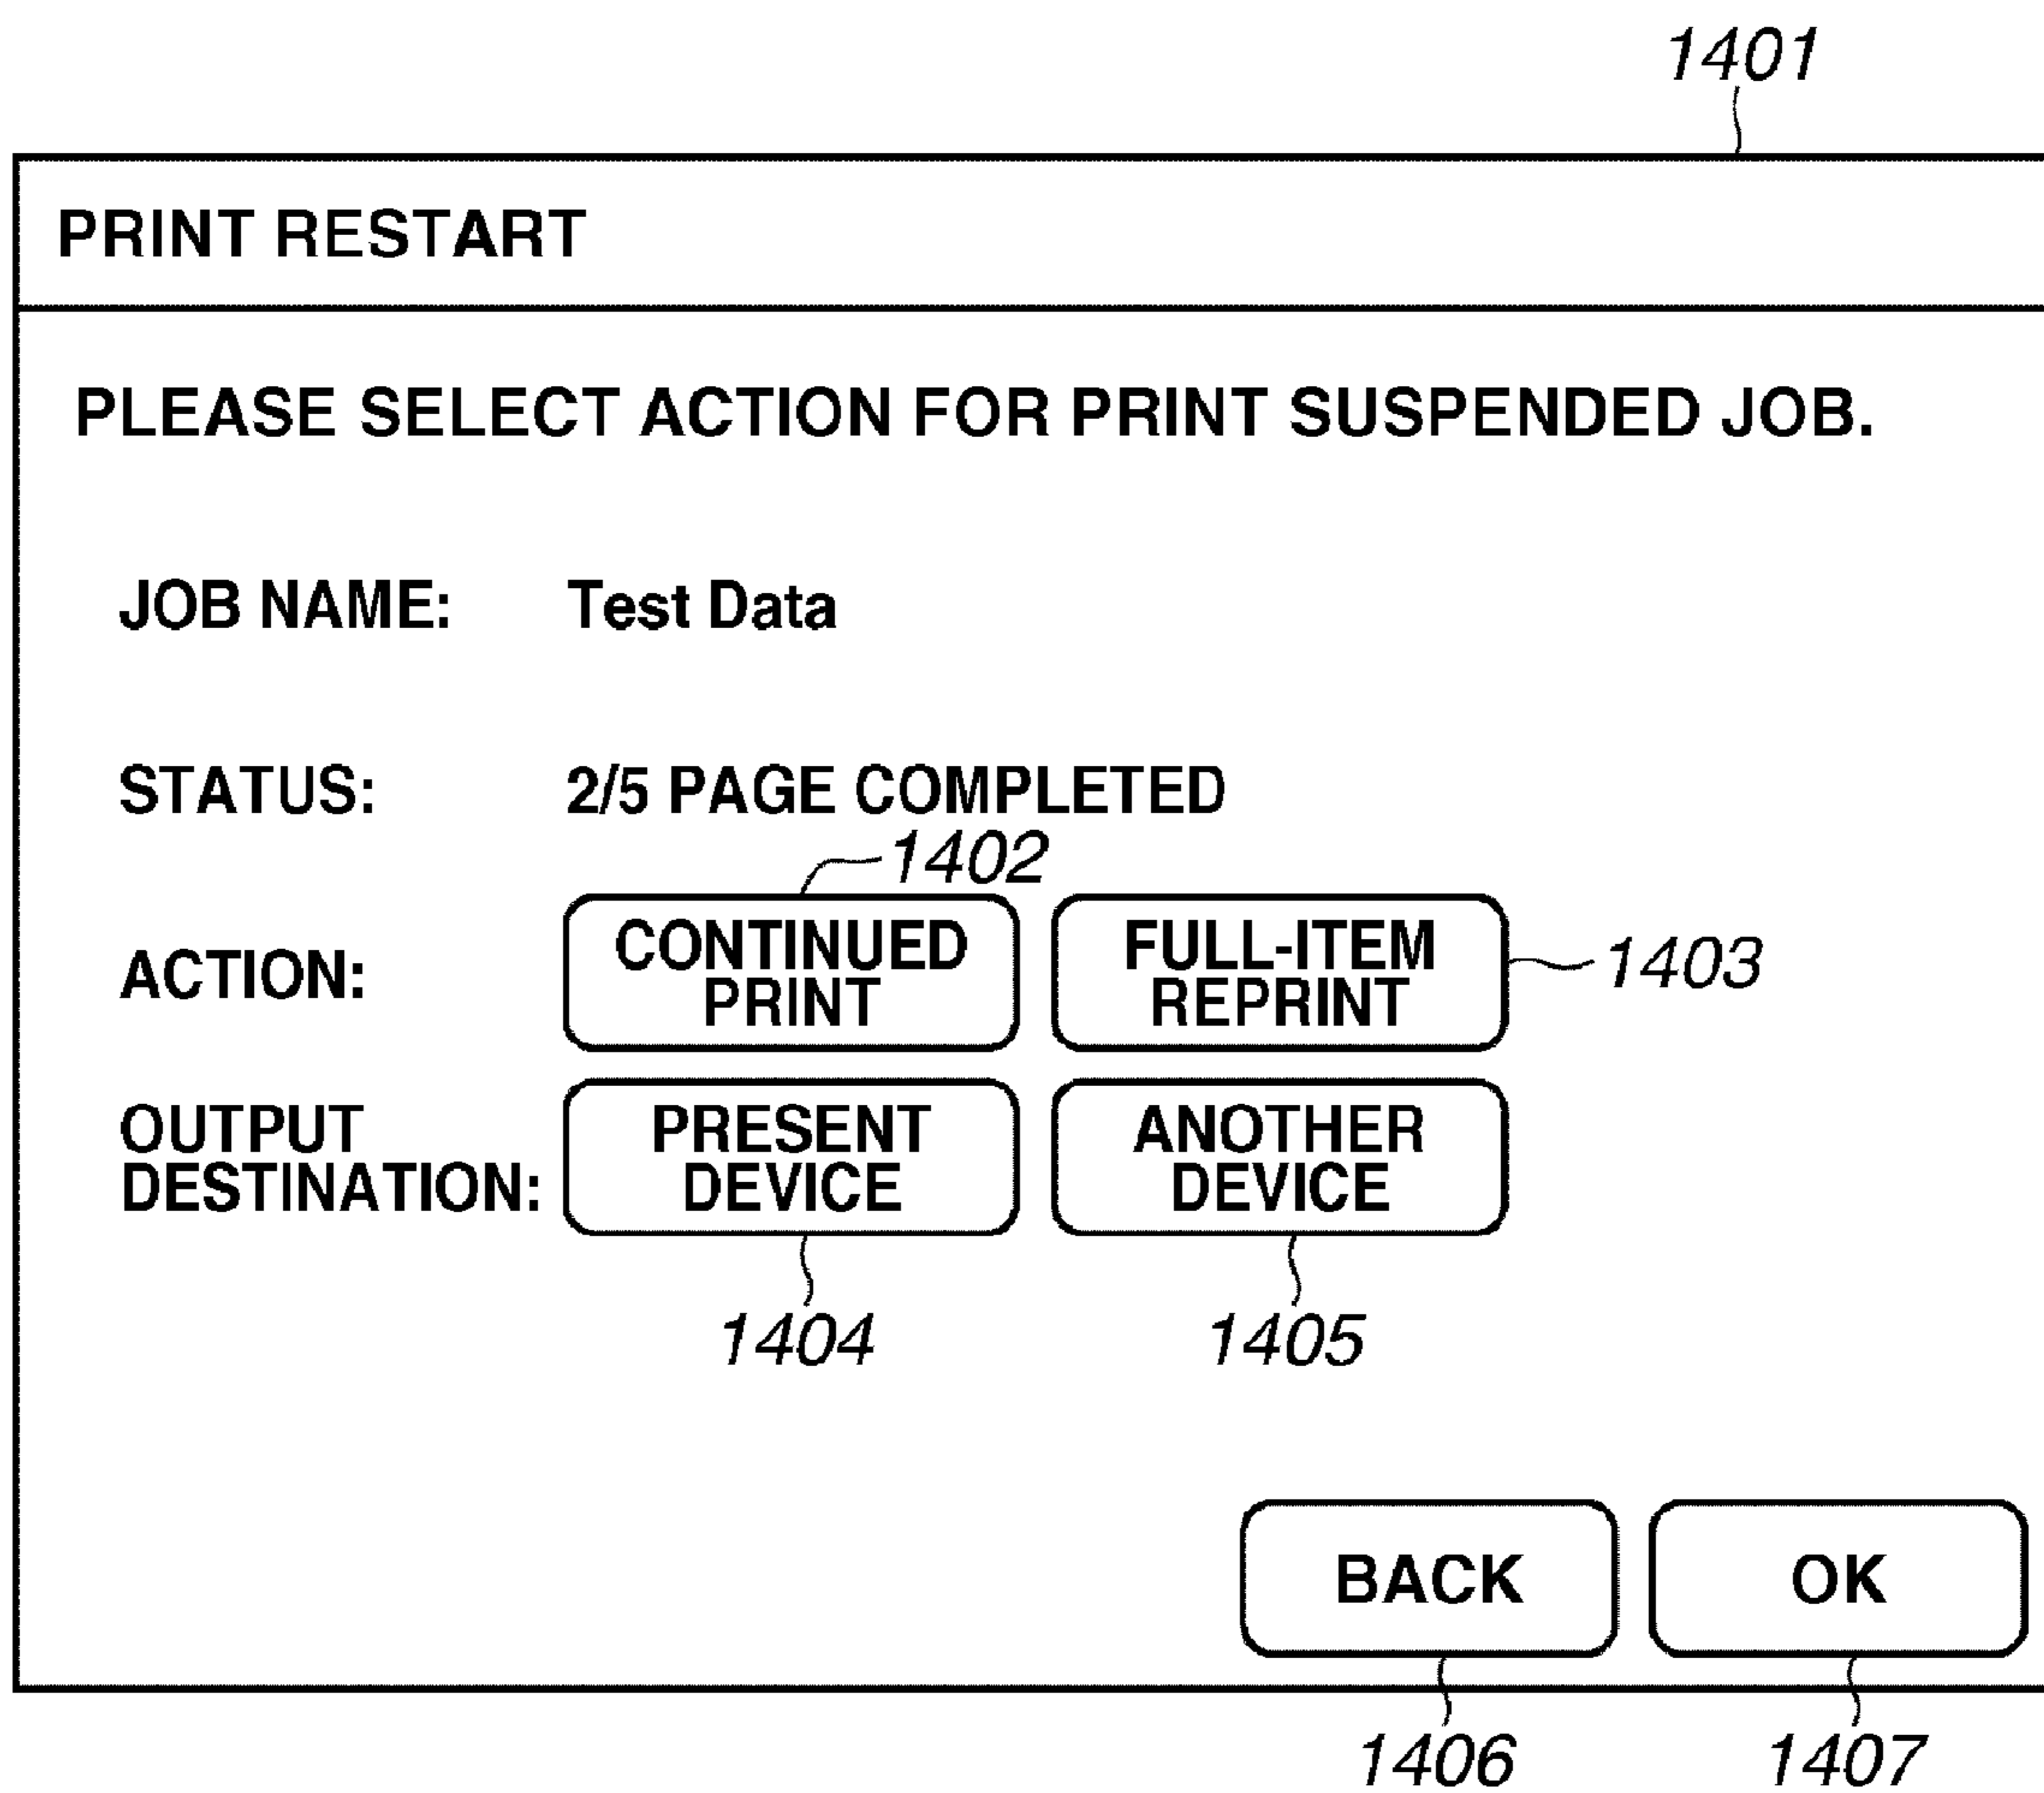 1401
PRINT RESTART
PLEASE SELECT ACTION FOR PRINT SUSPENDED JOB.
JOB NAME: Test Data
STATUS: 2/5 PAGE COMPLETED
1402
ACTION:
CONTINUED
PRINT
FULL-ITEM
REPRINT
1403
OUTPUT
DESTINATION:
PRESENT
DEVICE
ANOTHER
DEVICE
1404
1405
BACK
OK
1406
1407